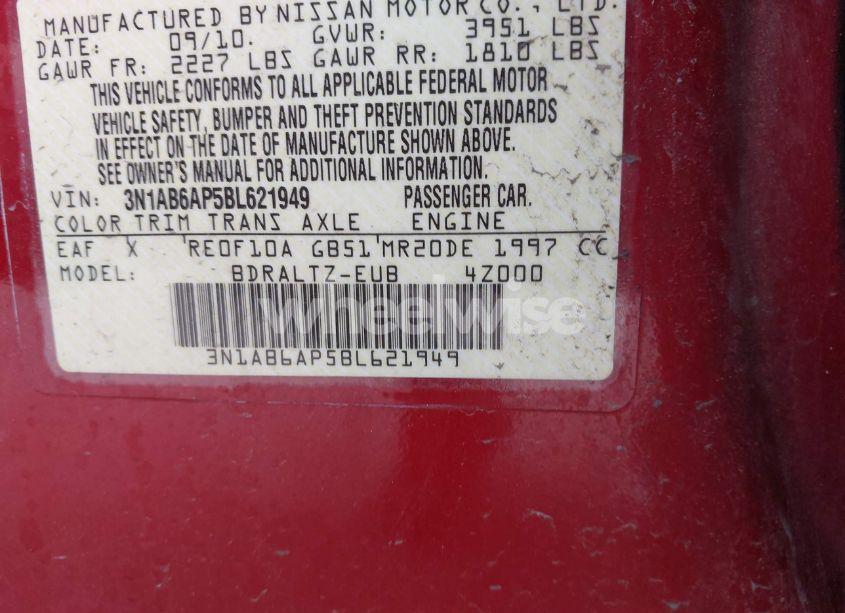 MANUFACTURED BY NISSAN MOTOR CO., LTD.
DATE: 09/10. GVWR: 3951 LBS
GAWR FR: 2227 LBS GAWR RR: 1810 LBS
THIS VEHICLE CONFORMS TO ALL APPLICABLE FEDERAL MOTOR
VEHICLE SAFETY, BUMPER AND THEFT PREVENTION STANDARDS
IN EFFECT ON THE DATE OF MANUFACTURE SHOWN ABOVE.
SEE OWNER'S MANUAL FOR ADDITIONAL INFORMATION.
VIN: 3N1AB6AP5BL621949 PASSENGER CAR.
COLOR TRIM TRANS AXLE ENGINE
EAF X RE0F10A GB51 MR20DE 1997 CC
MODEL: BDRALTZ-EUB 4Z000
wheelwise
3N1AB6AP5BL621949